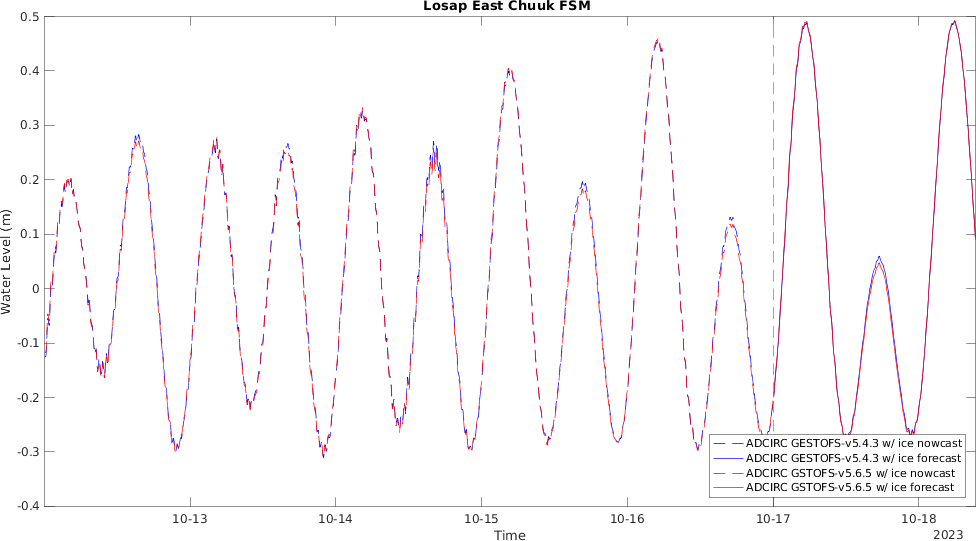 Losap East Chuuk FSM
0.5
0.4
0.3
0.2
0.1
0
-0.1
-0.2
-0.3
-0.4
Water Level (m)
10-13
10-14
10-15
10-16
10-17
10-18
Time
2023
ADCIRC GESTOFS-v5.4.3 w/ ice nowcast
ADCIRC GESTOFS-v5.4.3 w/ ice forecast
ADCIRC GSTOFS-v5.6.5 w/ ice nowcast
ADCIRC GSTOFS-v5.6.5 w/ ice forecast